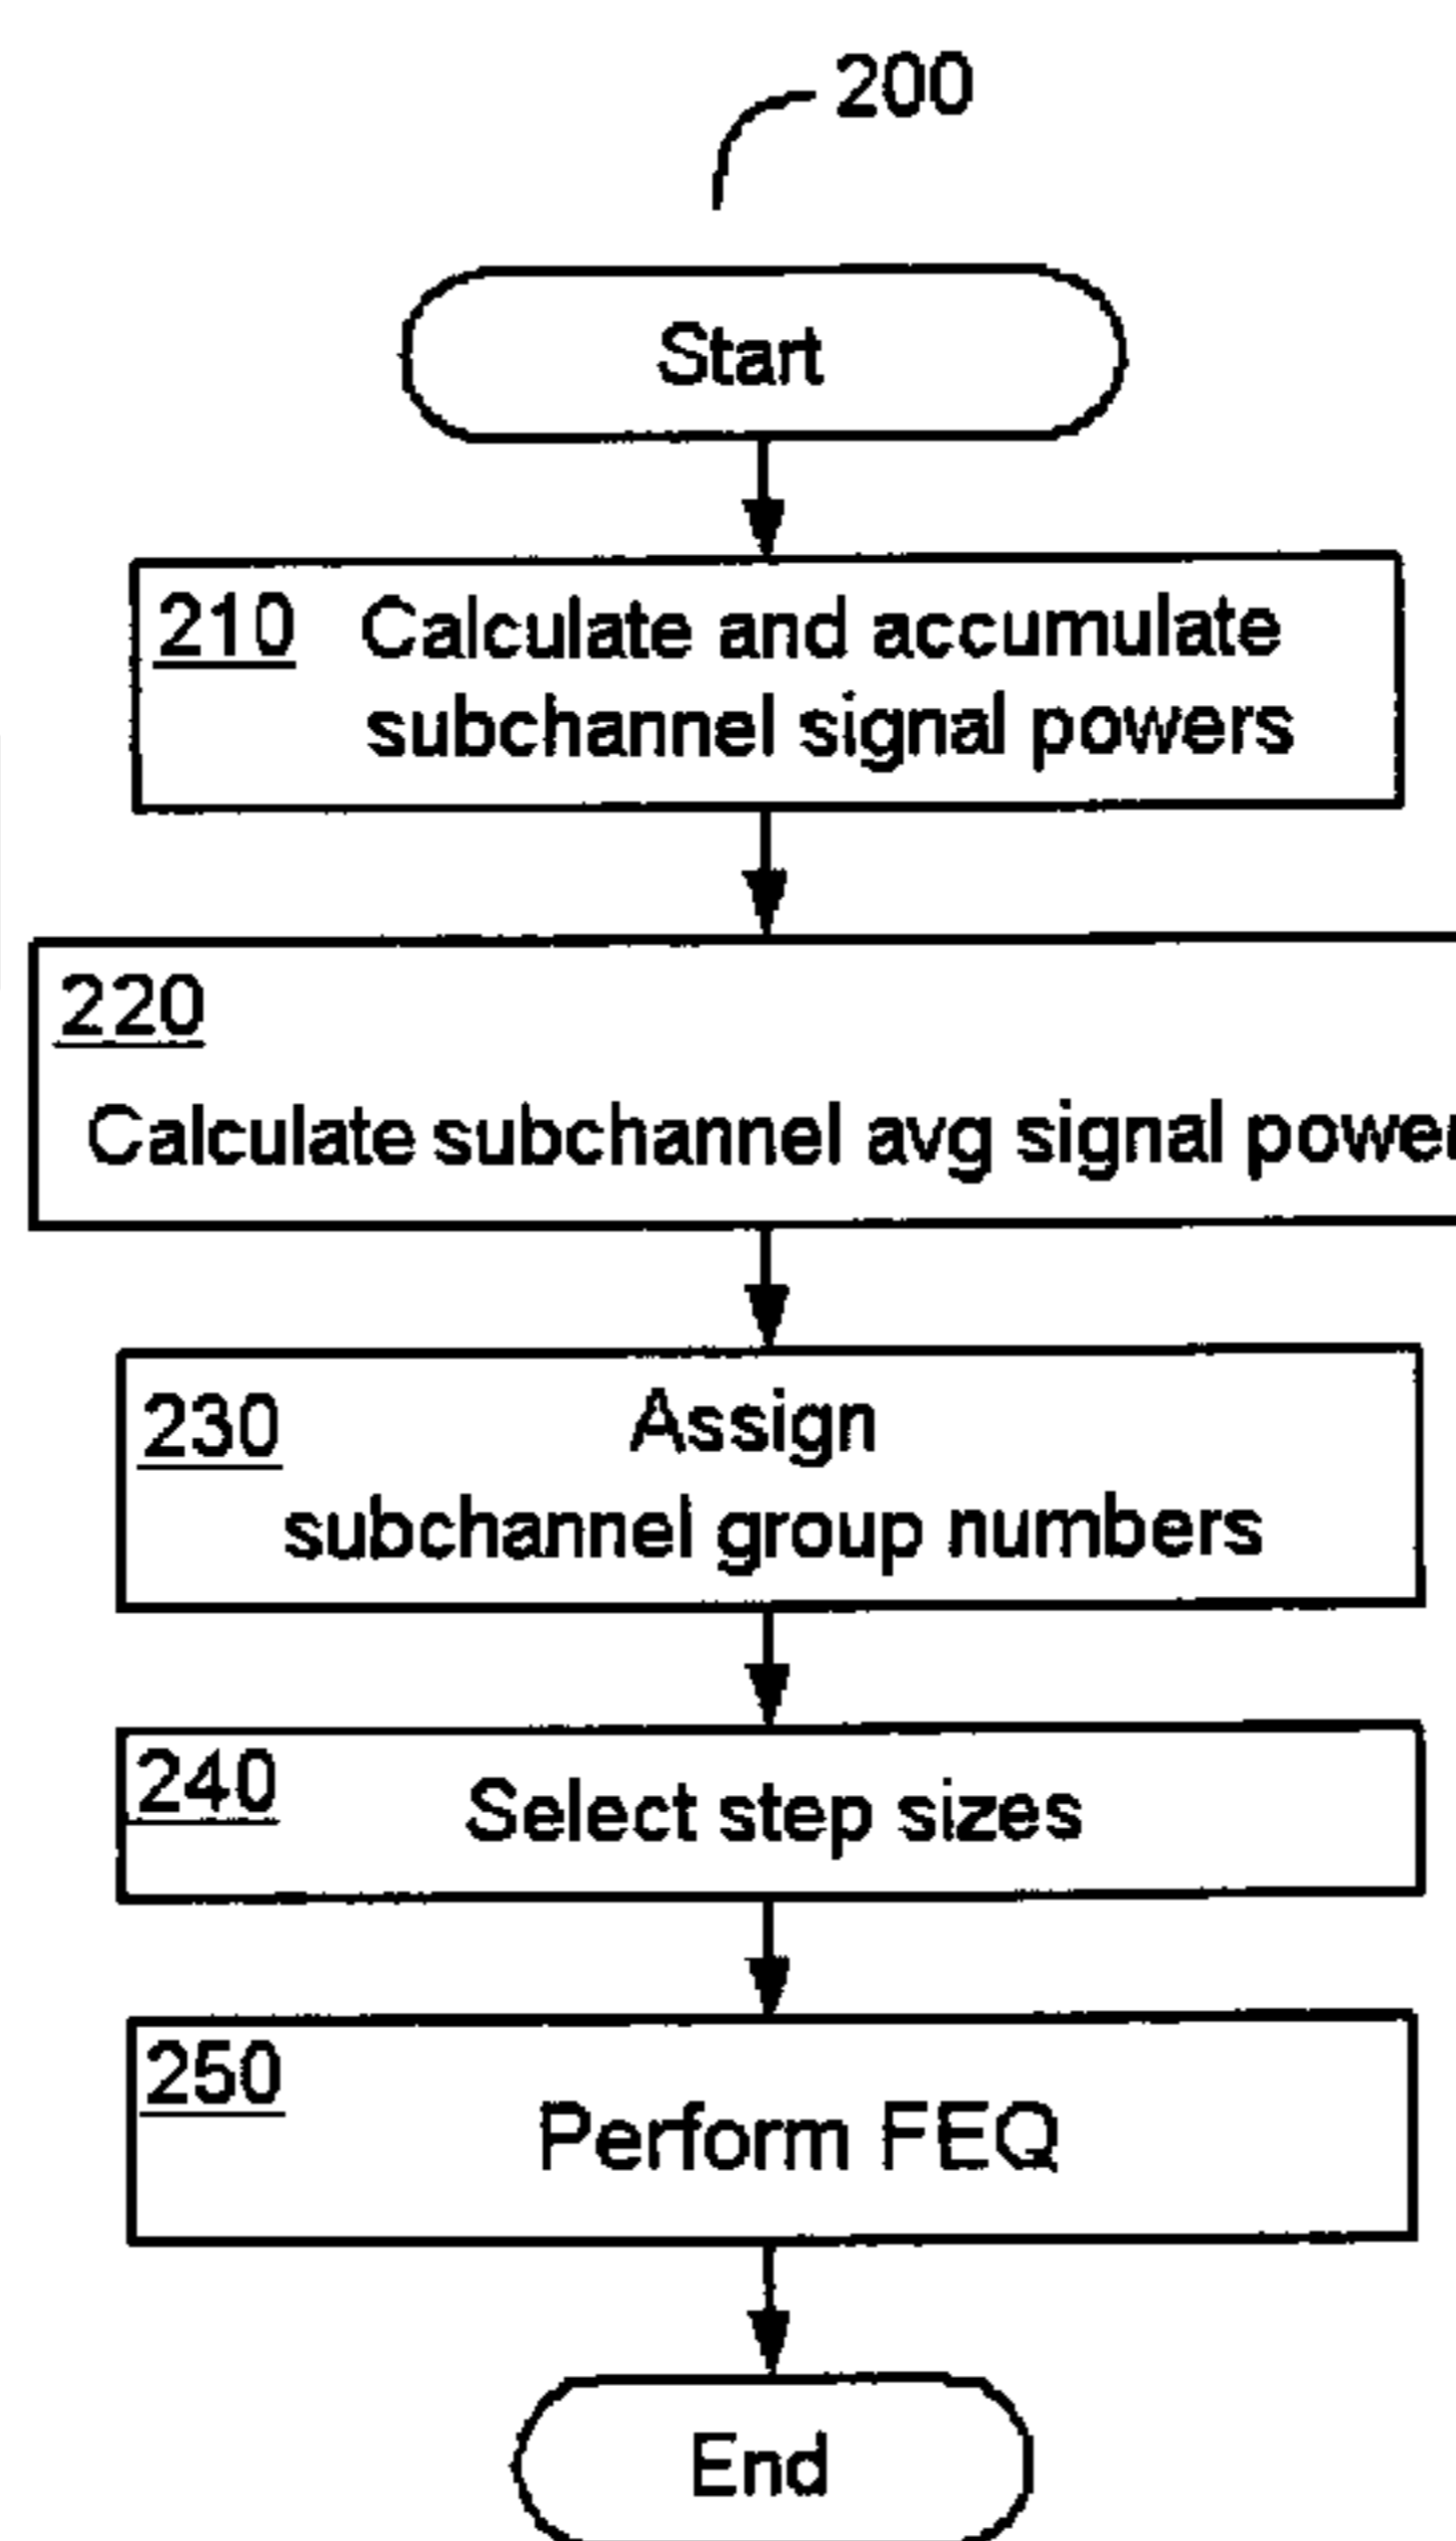 200
Start
210 Calculate and accumulate
subchannel signal powers
220
Calculate subchannel avg signal power
230 Assign
subchannel group numbers
240 Select step sizes
250 Perform FEQ
End